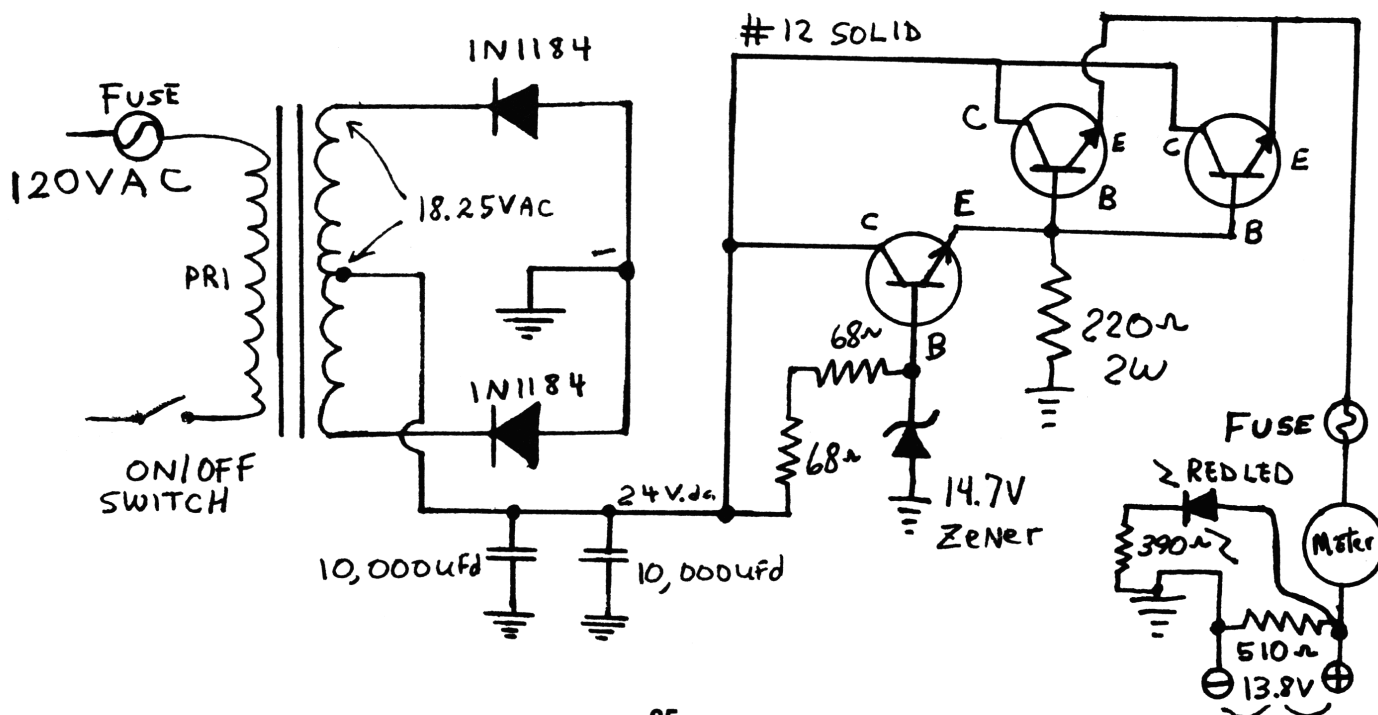 #12 SOLID
1N1184
FUSE
120VAC
18.25VAC
PRI
1N1184
ON/OFF
SWITCH
24V.dc.
10,000ufd
10,000ufd
C
E
B
C
E
B
C
E
B
68Ω
68Ω
220Ω
2W
14.7V
Zener
FUSE
RED LED
390Ω
Meter
510Ω
− 13.8V +